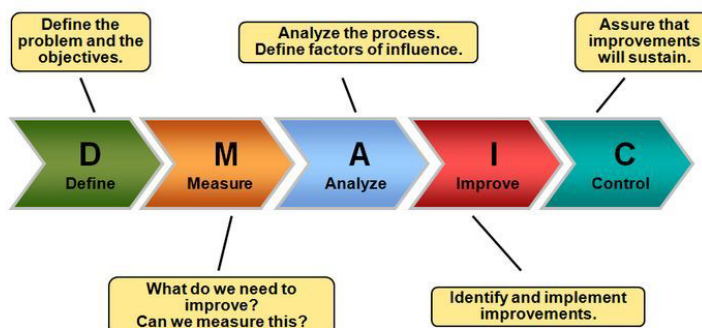 Define the
problem and the
objectives.
Analyze the process.
Define factors of influence.
Assure that
improvements
will sustain.
D
Define
M
Measure
A
Analyze
I
Improve
C
Control
What do we need to
improve?
Can we measure this?
Identify and implement
improvements.